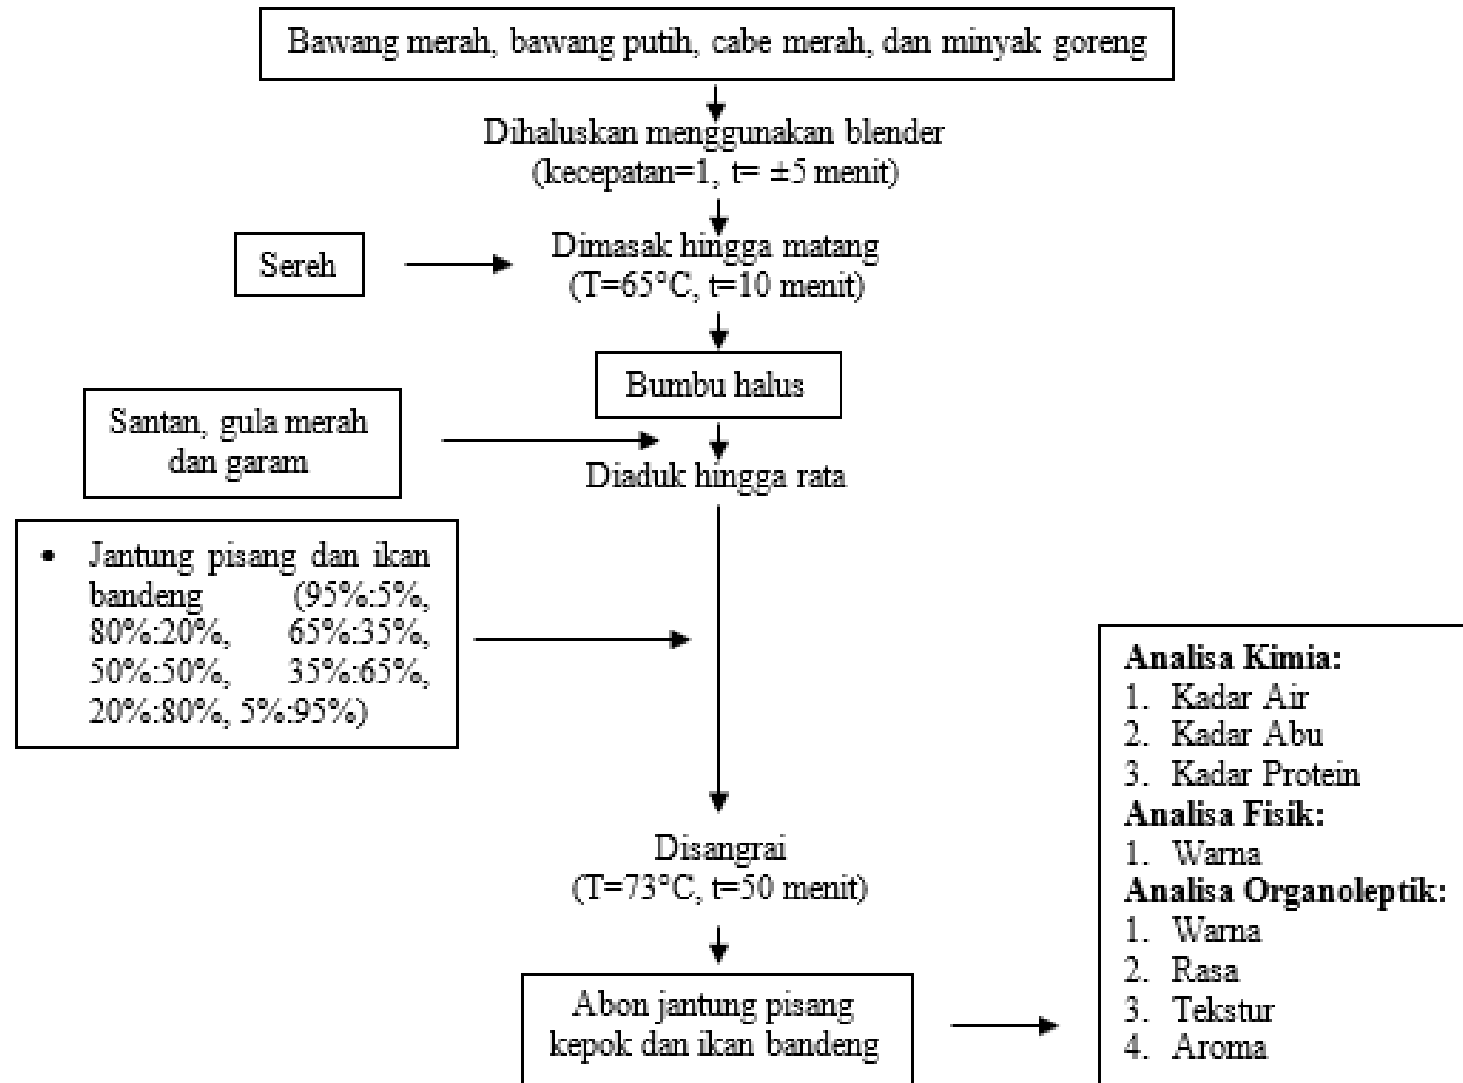 Bawang merah, bawang putih, cabe merah, dan minyak goreng
Dihaluskan menggunakan blender
(kecepatan=1, t= ±5 menit)
Sereh
Dimasak hingga matang
(T=65°C, t=10 menit)
Bumbu halus
Santan, gula merah
dan garam
Diaduk hingga rata
• Jantung pisang dan ikan
bandeng (95%:5%,
80%:20%, 65%:35%,
50%:50%, 35%:65%,
20%:80%, 5%:95%)
Disangrai
(T=73°C, t=50 menit)
Abon jantung pisang
kepok dan ikan bandeng
Analisa Kimia:
1. Kadar Air
2. Kadar Abu
3. Kadar Protein
Analisa Fisik:
1. Warna
Analisa Organoleptik:
1. Warna
2. Rasa
3. Tekstur
4. Aroma